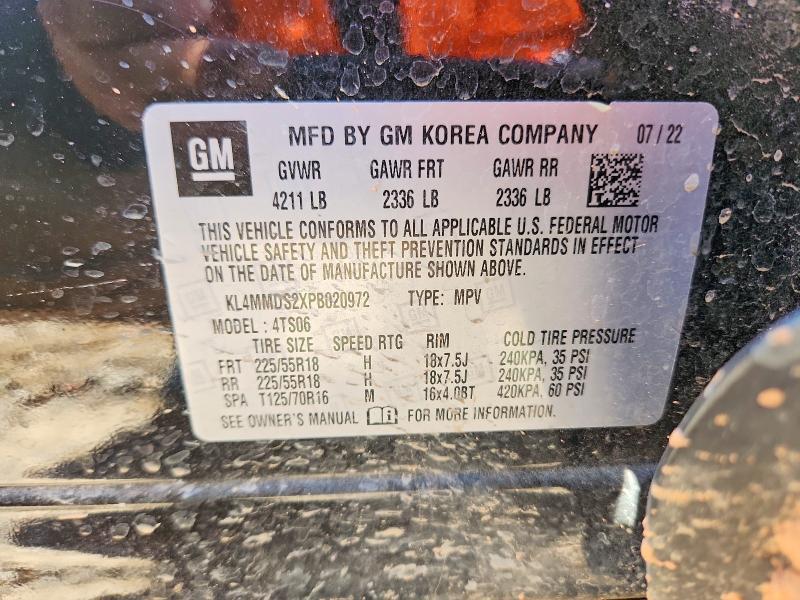 GM MFD BY GM KOREA COMPANY 07/22
GVWR GAWR FRT GAWR RR
4211 LB 2336 LB 2336 LB
THIS VEHICLE CONFORMS TO ALL APPLICABLE U.S. FEDERAL MOTOR
VEHICLE SAFETY AND THEFT PREVENTION STANDARDS IN EFFECT
ON THE DATE OF MANUFACTURE SHOWN ABOVE.
KL4MMDS2XPB020972 TYPE: MPV
MODEL: 4TS06
TIRE SIZE SPEED RTG RIM COLD TIRE PRESSURE
FRT 225/55R18 H 18x7.5J 240KPA, 35 PSI
RR 225/55R18 H 18x7.5J 240KPA, 35 PSI
SPA T125/70R16 M 16x4.0BT 420KPA, 60 PSI
SEE OWNER'S MANUAL FOR MORE INFORMATION.